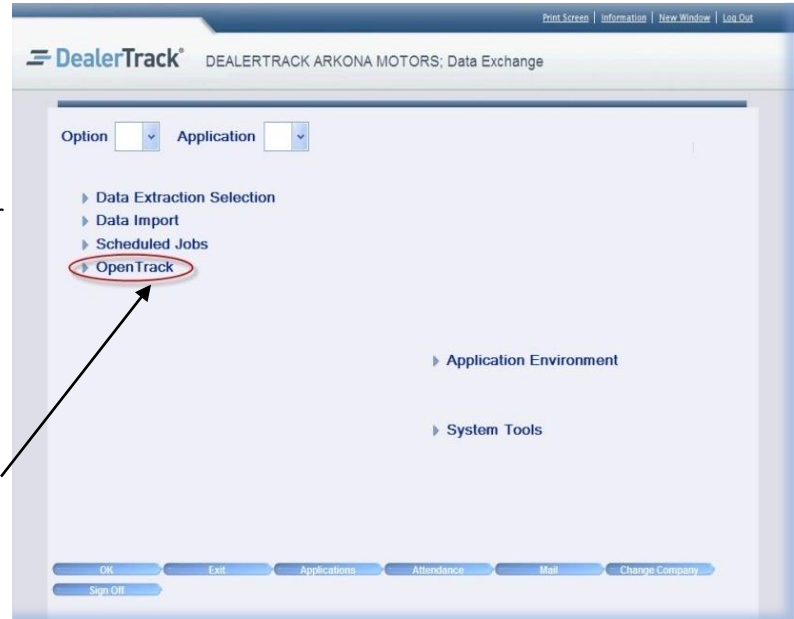 Print Screen | Information | New Window | Log Out
DealerTrack® DEALERTRACK ARKONA MOTORS; Data Exchange
Option Application
Data Extraction Selection
Data Import
Scheduled Jobs
OpenTrack
Application Environment
System Tools
OK Exit Applications Attendance Mail Change Company
Sign Off